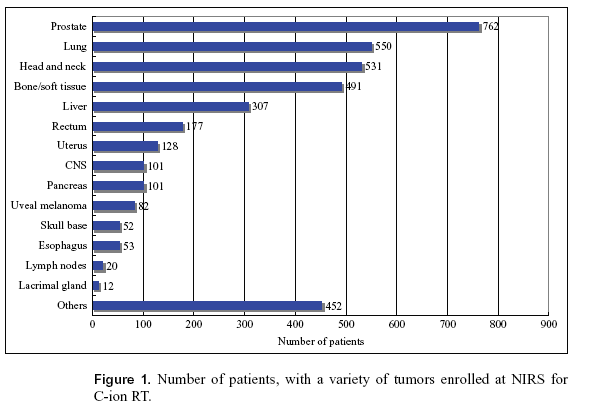 Prostate 762
Lung 550
Head and neck 531
Bone/soft tissue 491
Liver 307
Rectum 177
Uterus 128
CNS 101
Pancreas 101
Uveal melanoma 82
Skull base 52
Esophagus 53
Lymph nodes 20
Lacrimal gland 12
Others 452
0 100 200 300 400 500 600 700 800 900
Number of patients
Figure 1. Number of patients, with a variety of tumors enrolled at NIRS for
C-ion RT.